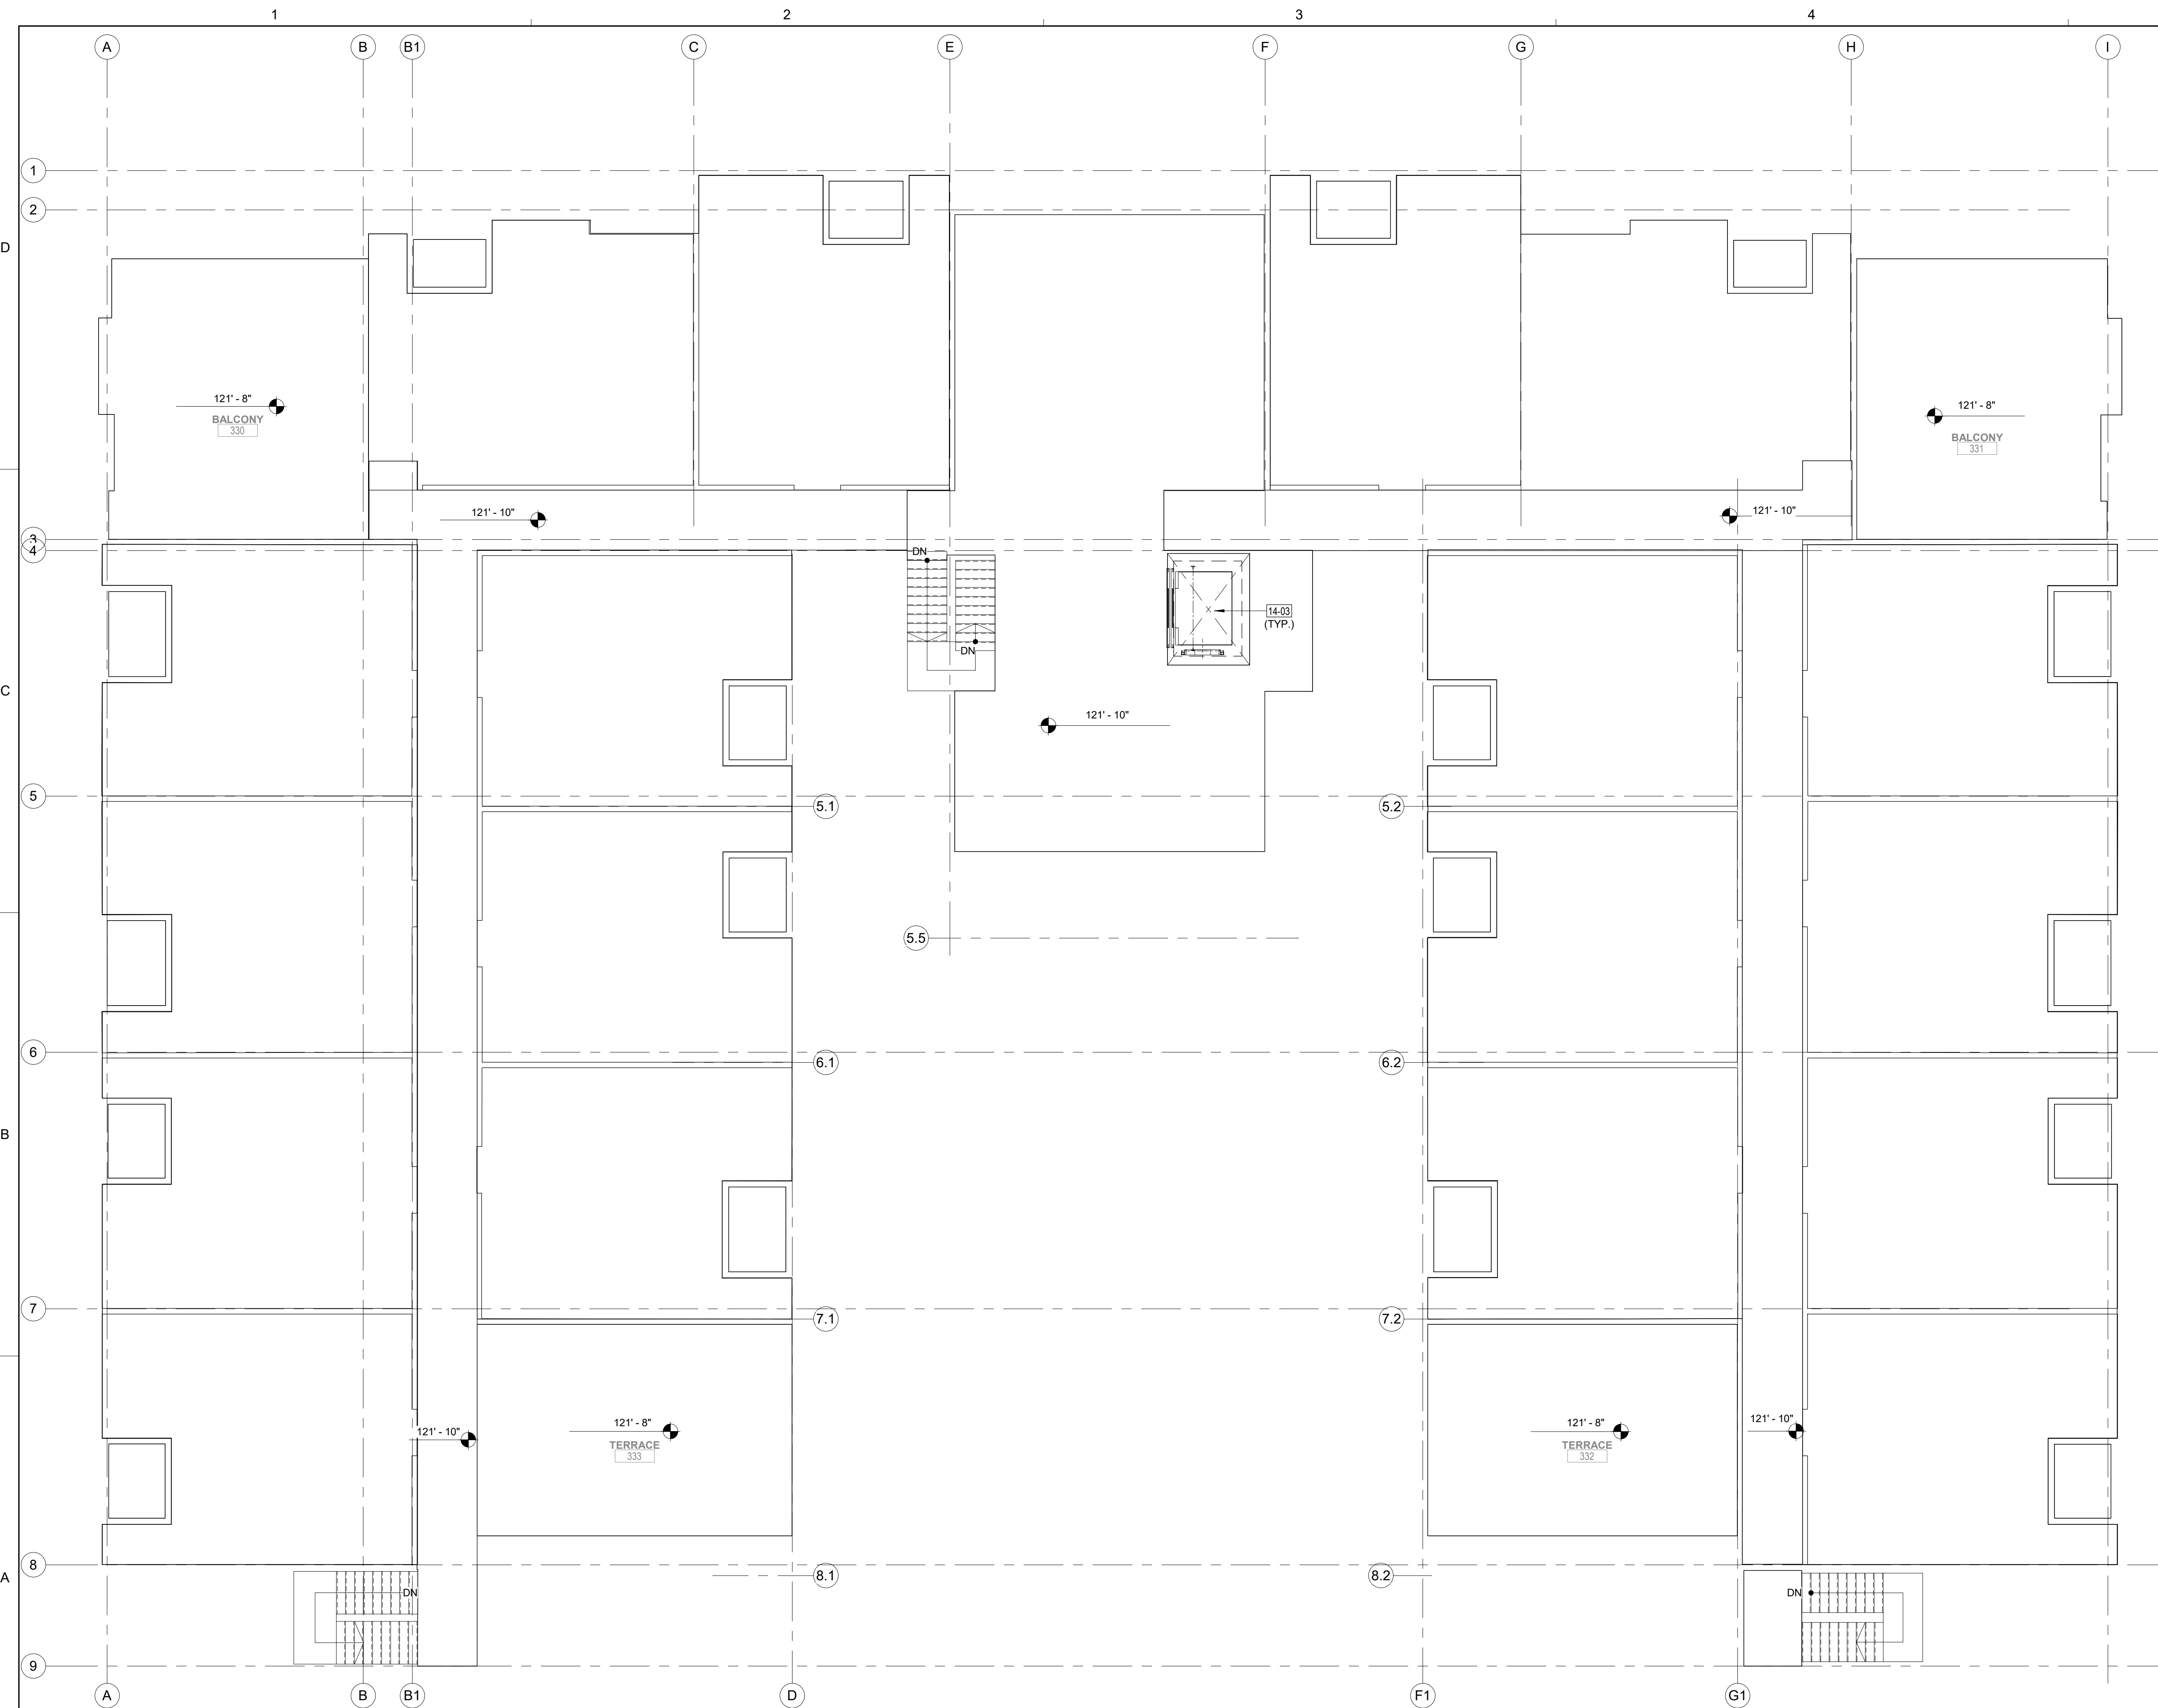 1 2 3 4
A B B1 C E F G H I
1
2
D
121' - 8"
BALCONY
330
121' - 8"
BALCONY
331
121' - 10"
121' - 10"
3
4
DN
14-03
(TYP.)
DN
C
121' - 10"
5
5.1 5.2
5.5
6
6.1 6.2
B
7
7.1 7.2
121' - 10"
121' - 8"
TERRACE
333
121' - 8"
TERRACE
332
121' - 10"
8
8.1 8.2
A
DN
DN
9
A B B1 D F1 G1